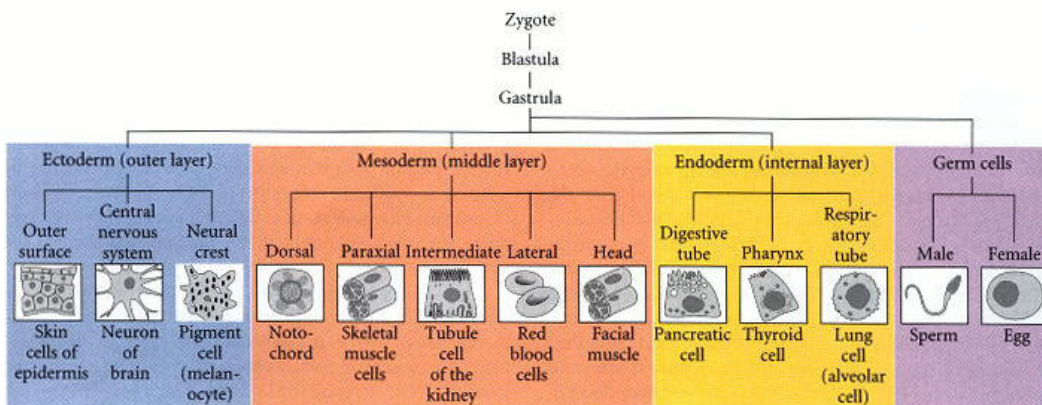 Zygote
Blastula
Gastrula
Ectoderm (outer layer)
Mesoderm (middle layer)
Endoderm (internal layer)
Germ cells
Outer
surface
Central
nervous
system
Neural
crest
Dorsal
Paraxial
Intermediate
Lateral
Head
Digestive
tube
Pharynx
Respir-
atory
tube
Male
Female
Skin
cells of
epidermis
Neuron
of
brain
Pigment
cell
(melan-
ocyte)
Noto-
chord
Skeletal
muscle
cells
Tubule
cell
of the
kidney
Red
blood
cells
Facial
muscle
Pancreatic
cell
Thyroid
cell
Lung
cell
(alveolar
cell)
Sperm
Egg